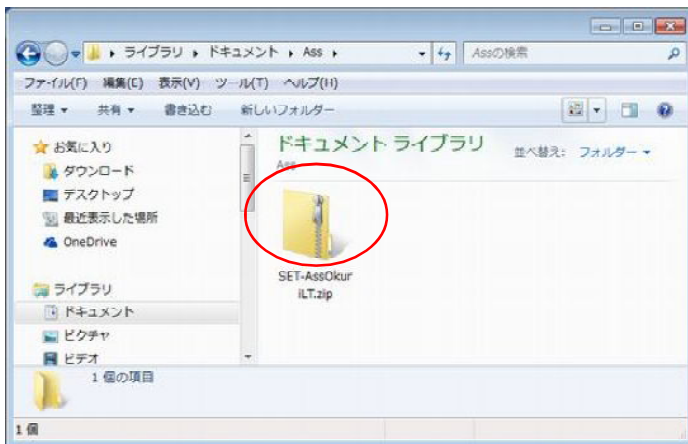 ライブラリ ▸ ドキュメント ▸ Ass ▸
Assの検索
ファイル(F) 編集(E) 表示(V) ツール(T) ヘルプ(H)
整理 共有 書き込む 新しいフォルダー
お気に入り
ダウンロード
デスクトップ
最近表示した場所
OneDrive
ライブラリ
ドキュメント
ピクチャ
ビデオ
ドキュメント ライブラリ
Ass
並べ替え: フォルダー
SET-AssOkur
iLT.zip
1 個の項目
1 個